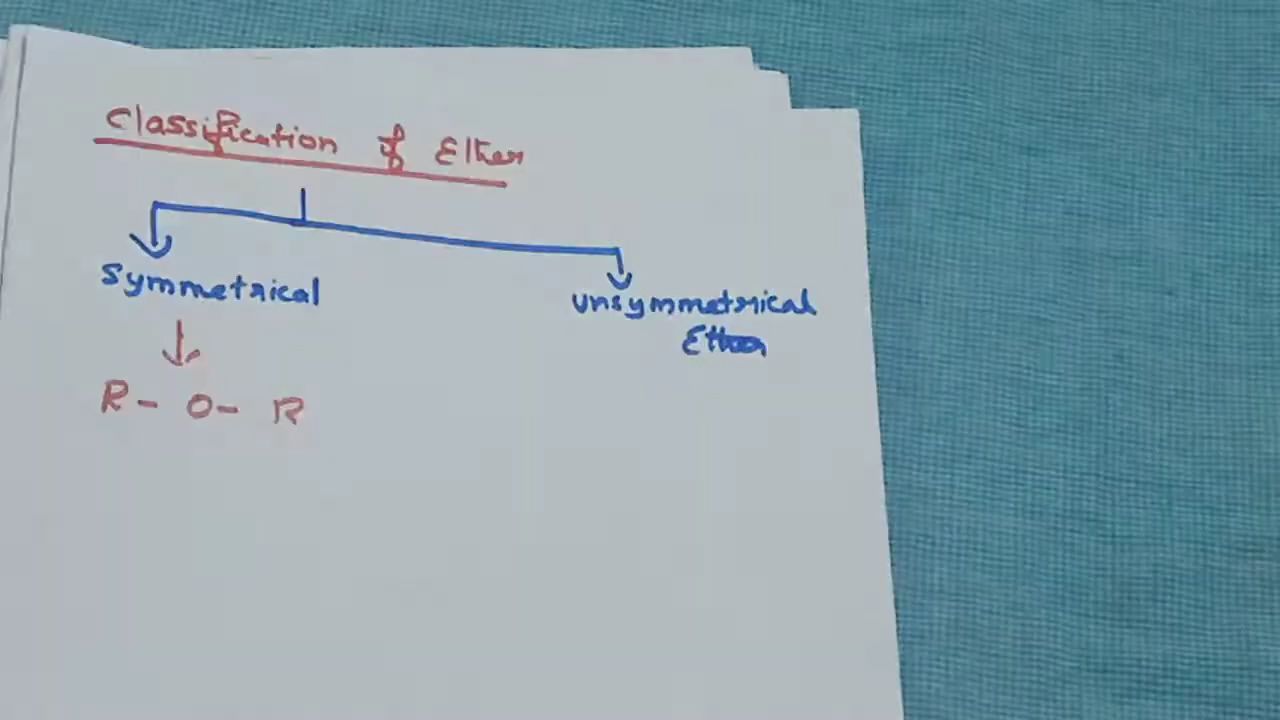 Classification of Ether
Symmetrical
unsymmetrical
Ether
R - O - R